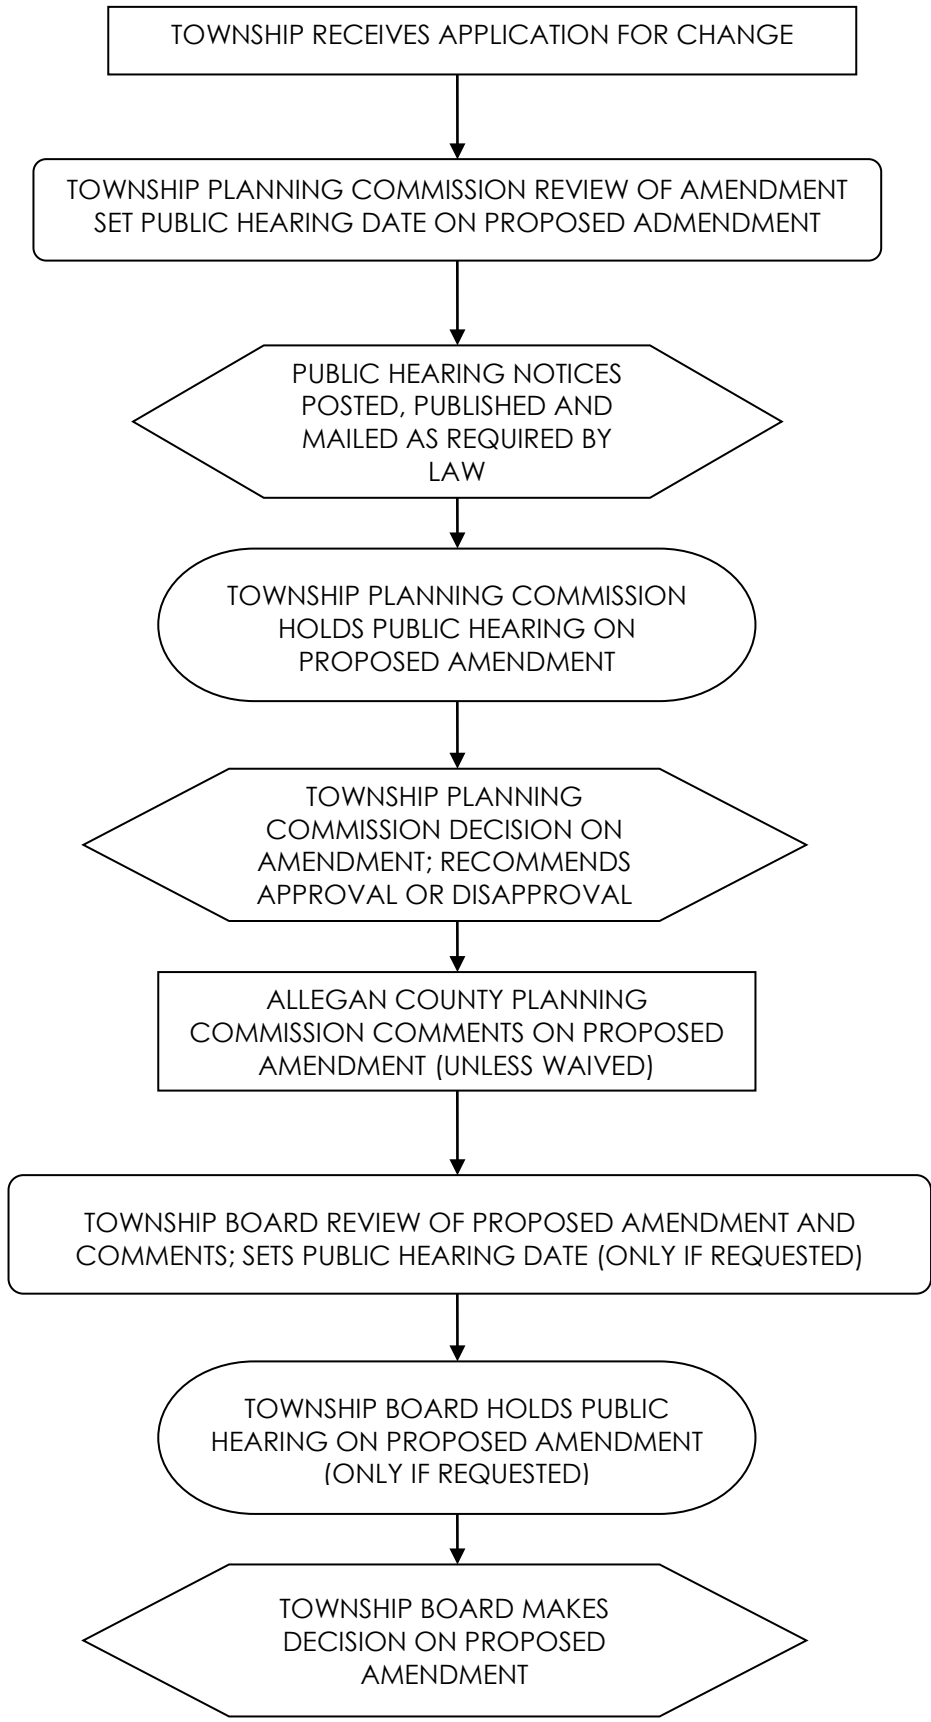 TOWNSHIP RECEIVES APPLICATION FOR CHANGE
TOWNSHIP PLANNING COMMISSION REVIEW OF AMENDMENT
SET PUBLIC HEARING DATE ON PROPOSED ADMENDMENT
PUBLIC HEARING NOTICES
POSTED, PUBLISHED AND
MAILED AS REQUIRED BY
LAW
TOWNSHIP PLANNING COMMISSION
HOLDS PUBLIC HEARING ON
PROPOSED AMENDMENT
TOWNSHIP PLANNING
COMMISSION DECISION ON
AMENDMENT; RECOMMENDS
APPROVAL OR DISAPPROVAL
ALLEGAN COUNTY PLANNING
COMMISSION COMMENTS ON PROPOSED
AMENDMENT (UNLESS WAIVED)
TOWNSHIP BOARD REVIEW OF PROPOSED AMENDMENT AND
COMMENTS; SETS PUBLIC HEARING DATE (ONLY IF REQUESTED)
TOWNSHIP BOARD HOLDS PUBLIC
HEARING ON PROPOSED AMENDMENT
(ONLY IF REQUESTED)
TOWNSHIP BOARD MAKES
DECISION ON PROPOSED
AMENDMENT